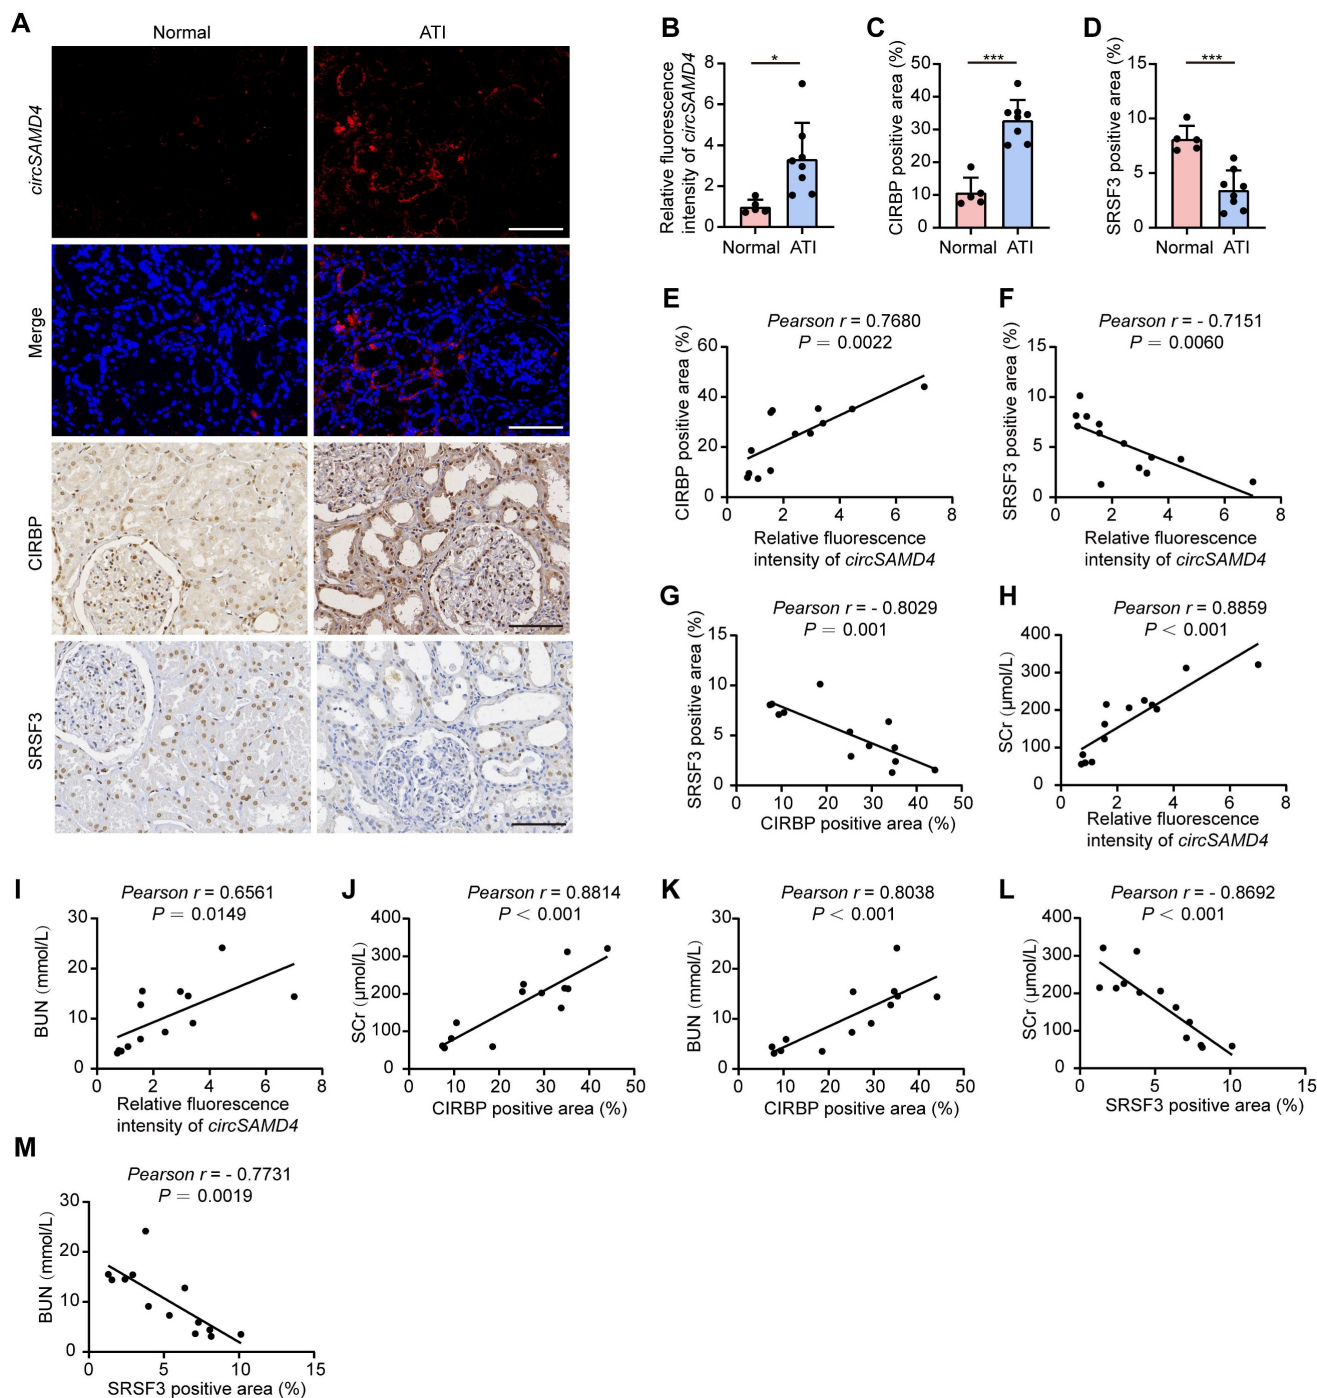 A
Normal
ATI
circSAMD4
Merge
CIRBP
SRSF3
B
Relative fluorescence
intensity of circSAMD4
8
6
4
2
0
*
Normal ATI
C
CIRBP positive area (%)
50
40
30
20
10
0
***
Normal ATI
D
SRSF3 positive area (%)
15
10
5
0
***
Normal ATI
E
Pearson r = 0.7680
P = 0.0022
CIRBP positive area (%)
60
40
20
0
0 2 4 6 8
Relative fluorescence
intensity of circSAMD4
F
Pearson r = - 0.7151
P = 0.0060
SRSF3 positive area (%)
15
10
5
0
0 2 4 6 8
Relative fluorescence
intensity of circSAMD4
G
Pearson r = - 0.8029
P = 0.001
SRSF3 positive area (%)
15
10
5
0
0 10 20 30 40 50
CIRBP positive area (%)
H
Pearson r = 0.8859
P < 0.001
SCr (μmol/L)
400
300
200
100
0
0 2 4 6 8
Relative fluorescence
intensity of circSAMD4
I
Pearson r = 0.6561
P = 0.0149
BUN (mmol/L)
30
20
10
0
0 2 4 6 8
Relative fluorescence
intensity of circSAMD4
J
Pearson r = 0.8814
P < 0.001
SCr (μmol/L)
400
300
200
100
0
0 10 20 30 40 50
CIRBP positive area (%)
K
Pearson r = 0.8038
P < 0.001
BUN (mmol/L)
30
20
10
0
0 10 20 30 40 50
CIRBP positive area (%)
L
Pearson r = - 0.8692
P < 0.001
SCr (μmol/L)
400
300
200
100
0
0 5 10 15
SRSF3 positive area (%)
M
Pearson r = - 0.7731
P = 0.0019
BUN (mmol/L)
30
20
10
0
0 5 10 15
SRSF3 positive area (%)